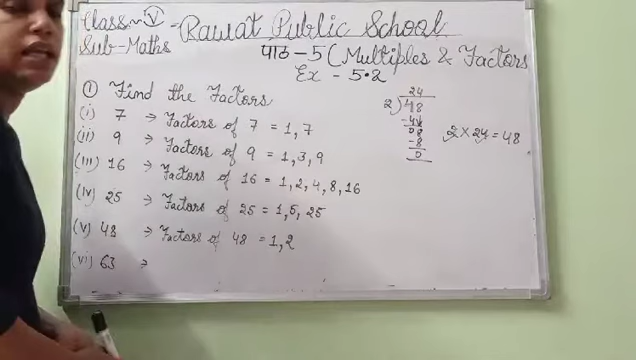 Class ~ V - Rawat Public School
Sub-Maths
पाठ - 5 (Multiples & Factors
Ex - 5.2
① Find the Factors
(i) 7 → Factors of 7 = 1, 7
(ii) 9 → Factors of 9 = 1, 3, 9
(iii) 16 → Factors of 16 = 1, 2, 4, 8, 16
(iv) 25 → Factors of 25 = 1, 5, 25
(v) 48 → Factors of 48 = 1, 2
(vi) 63 →
24
2)48
-4↓
08
-8
0
2 × 24 = 48